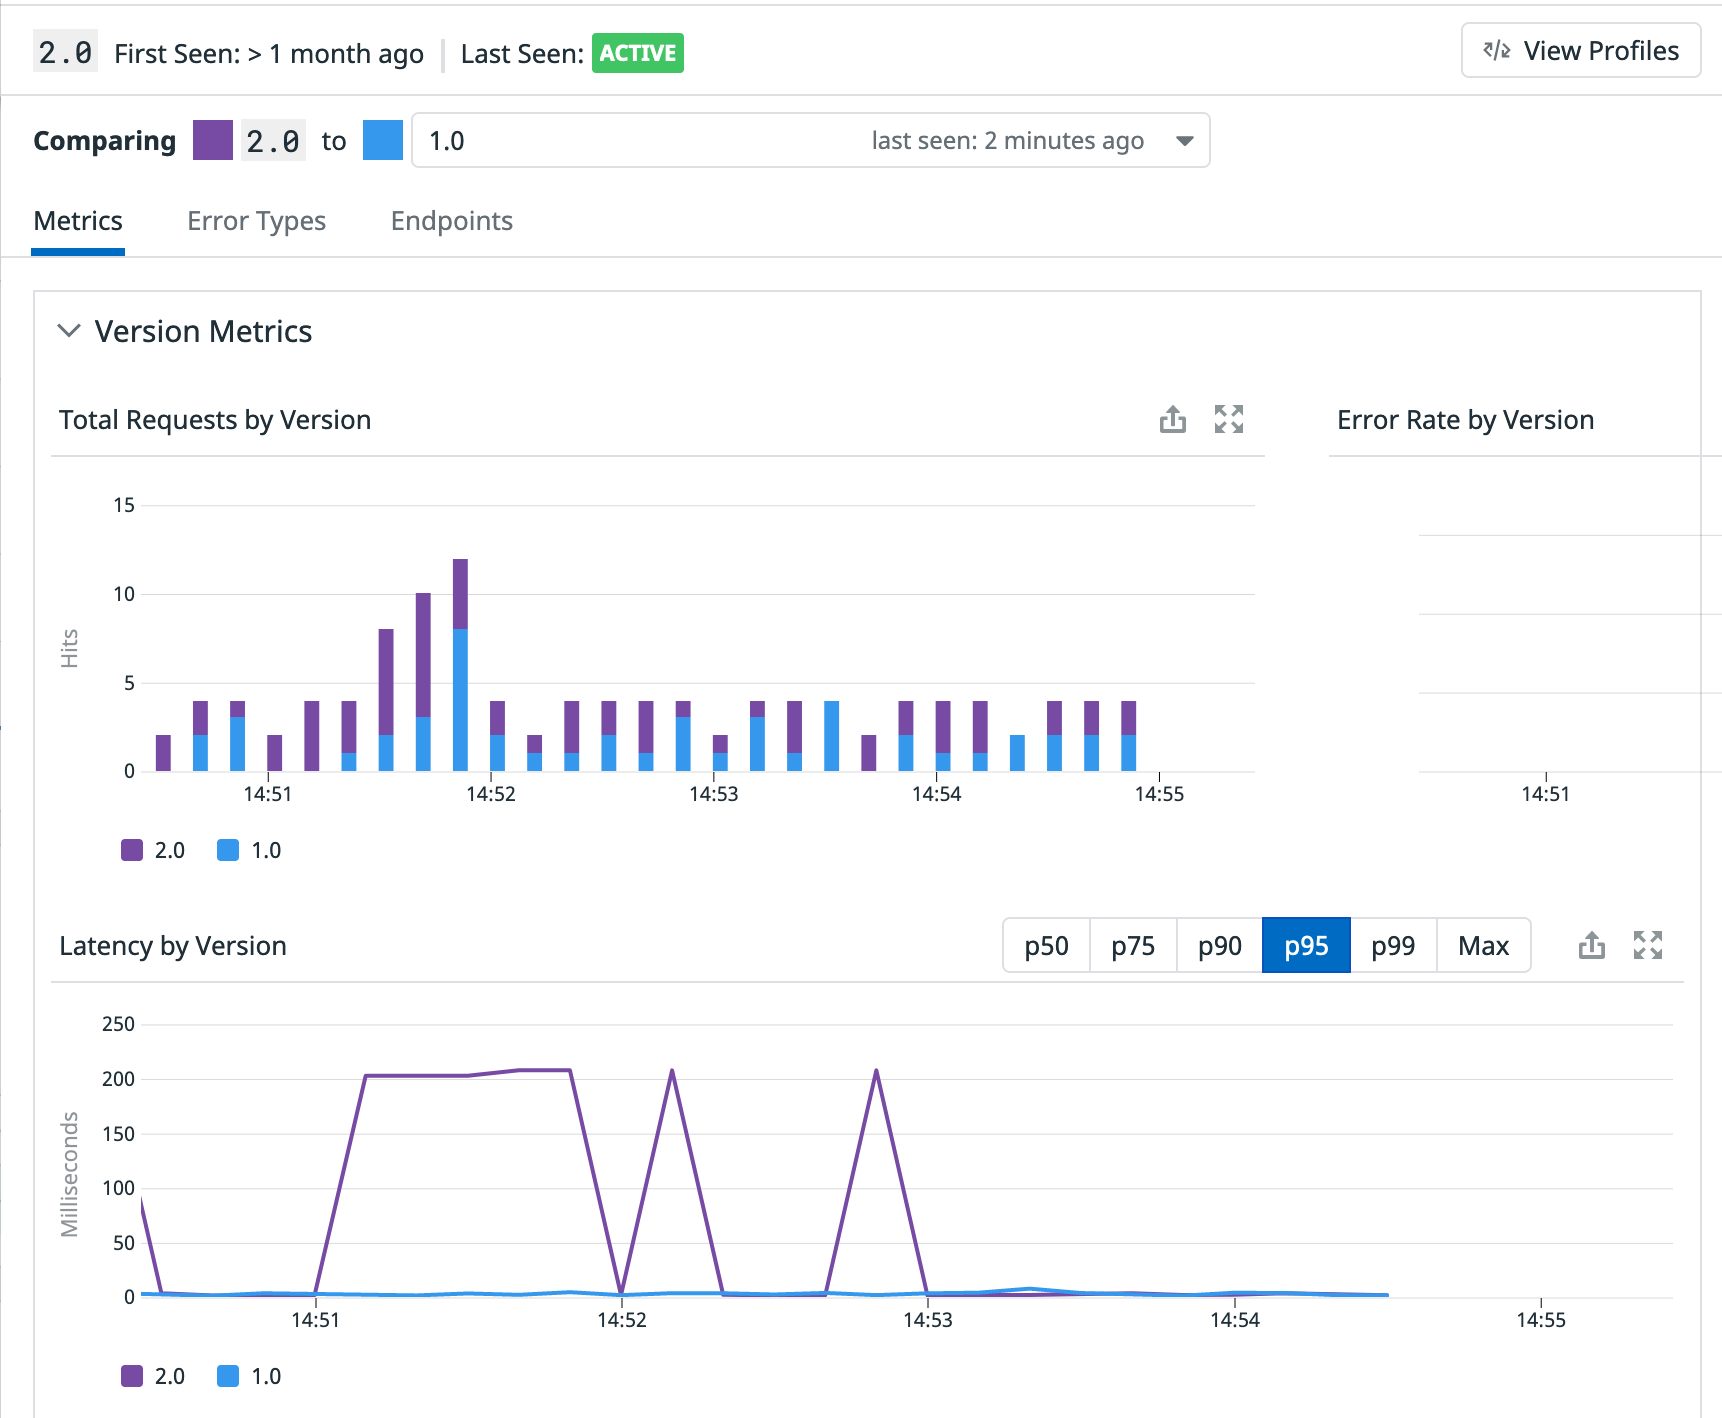 2.0 First Seen: > 1 month ago Last Seen: ACTIVE View Profiles
Comparing 2.0 to 1.0 last seen: 2 minutes ago
Metrics Error Types Endpoints
Version Metrics
Total Requests by Version
Error Rate by Version
15
10
5
0
Hits
14:51 14:52 14:53 14:54 14:55
14:51
2.0 1.0
Latency by Version
p50 p75 p90 p95 p99 Max
250
200
150
100
50
0
Milliseconds
14:51 14:52 14:53 14:54 14:55
2.0 1.0